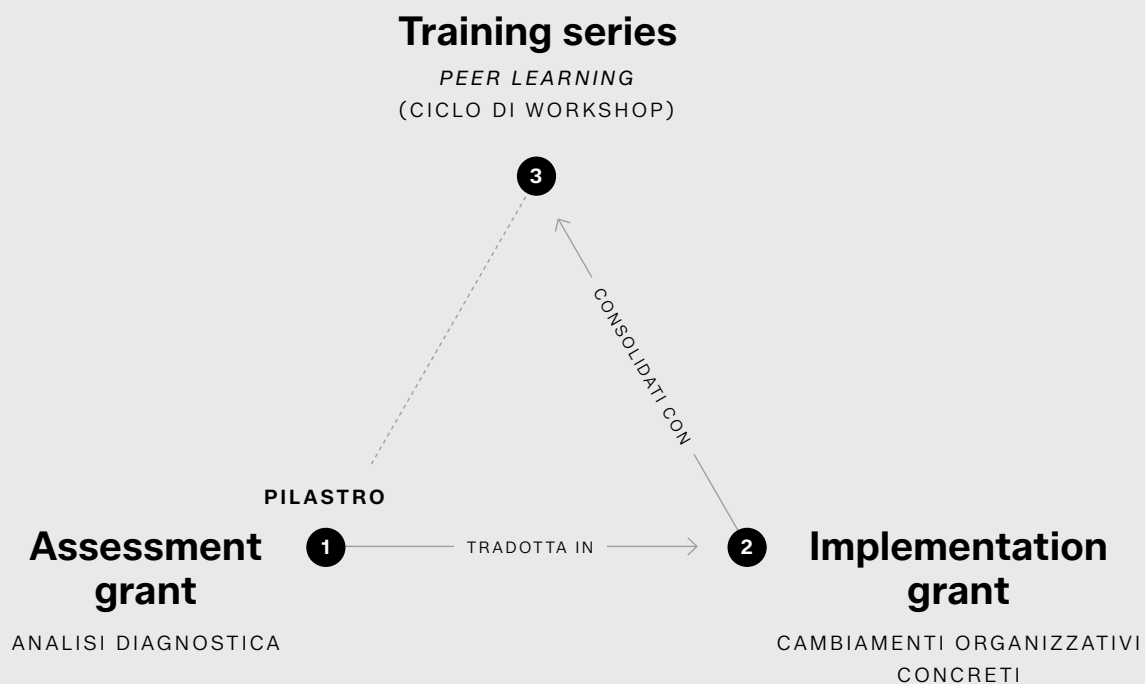 Training series
PEER LEARNING
(CICLO DI WORKSHOP)
3
CONSOLIDATI CON
PILASTRO
Assessment
grant
1
TRADOTTA IN
2
Implementation
grant
ANALISI DIAGNOSTICA
CAMBIAMENTI ORGANIZZATIVI
CONCRETI